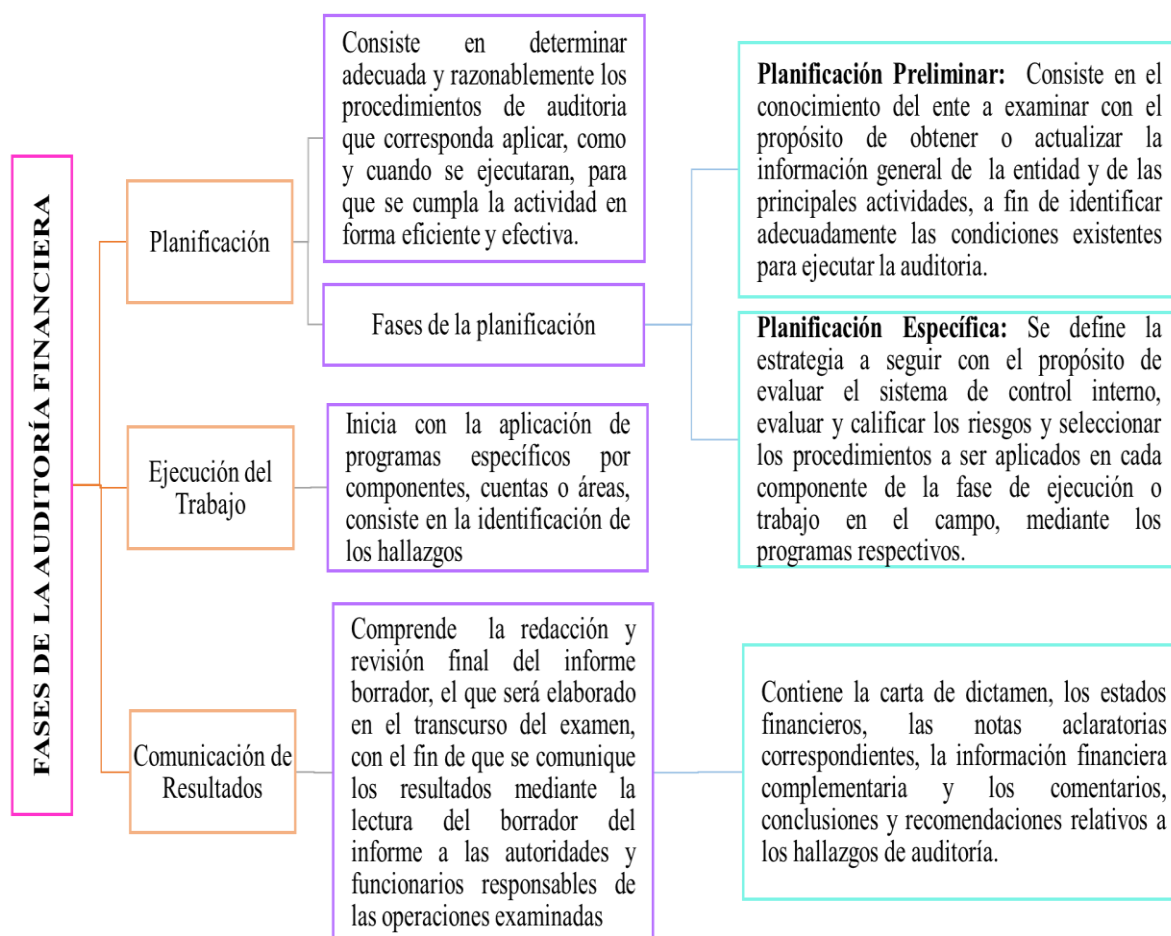 FASES DE LA AUDITORÍA FINANCIERA
Planificación
Consiste en determinar
adecuada y razonablemente los
procedimientos de auditoria
que corresponda aplicar, como
y cuando se ejecutaran, para
que se cumpla la actividad en
forma eficiente y efectiva.
Fases de la planificación
Planificación Preliminar: Consiste en el
conocimiento del ente a examinar con el
propósito de obtener o actualizar la
información general de la entidad y de las
principales actividades, a fin de identificar
adecuadamente las condiciones existentes
para ejecutar la auditoria.
Planificación Específica: Se define la
estrategia a seguir con el propósito de
evaluar el sistema de control interno,
evaluar y calificar los riesgos y seleccionar
los procedimientos a ser aplicados en cada
componente de la fase de ejecución o
trabajo en el campo, mediante los
programas respectivos.
Ejecución del
Trabajo
Inicia con la aplicación de
programas específicos por
componentes, cuentas o áreas,
consiste en la identificación de
los hallazgos
Comunicación de
Resultados
Comprende la redacción y
revisión final del informe
borrador, el que será elaborado
en el transcurso del examen,
con el fin de que se comunique
los resultados mediante la
lectura del borrador del
informe a las autoridades y
funcionarios responsables de
las operaciones examinadas
Contiene la carta de dictamen, los estados
financieros, las notas aclaratorias
correspondientes, la información financiera
complementaria y los comentarios,
conclusiones y recomendaciones relativos a
los hallazgos de auditoría.